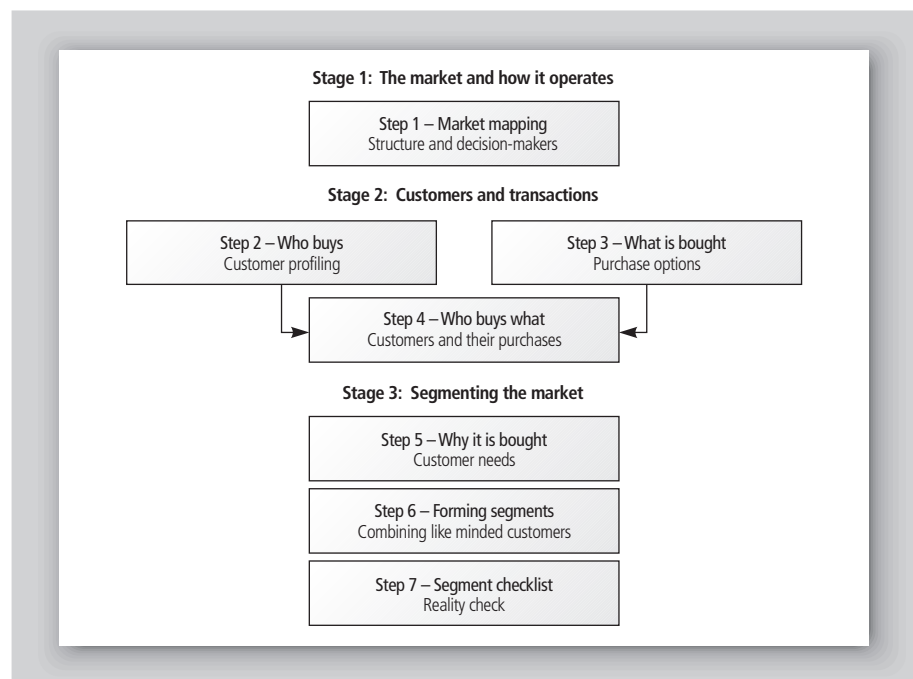 Stage 1: The market and how it operates
Step 1 – Market mapping
Structure and decision-makers
Stage 2: Customers and transactions
Step 2 – Who buys
Customer profiling
Step 3 – What is bought
Purchase options
Step 4 – Who buys what
Customers and their purchases
Stage 3: Segmenting the market
Step 5 – Why it is bought
Customer needs
Step 6 – Forming segments
Combining like minded customers
Step 7 – Segment checklist
Reality check